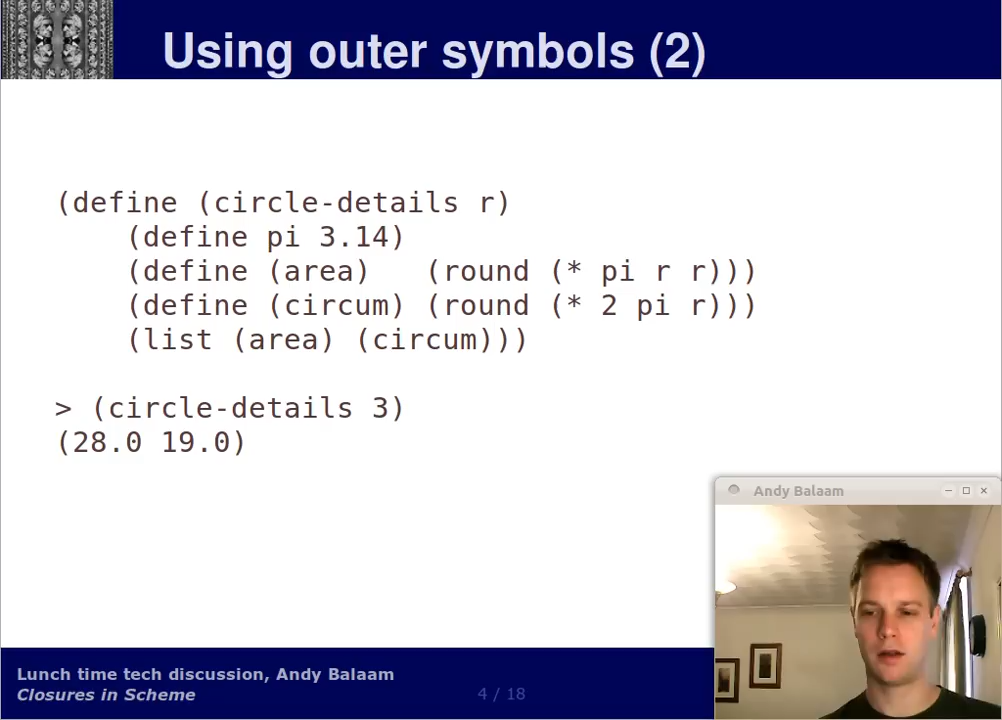 Using outer symbols (2)
(define (circle-details r)
    (define pi 3.14)
    (define (area)   (round (* pi r r)))
    (define (circum) (round (* 2 pi r)))
    (list (area) (circum)))
> (circle-details 3)
(28.0 19.0)
Andy Balaam
Lunch time tech discussion, Andy Balaam
Closures in Scheme
4 / 18